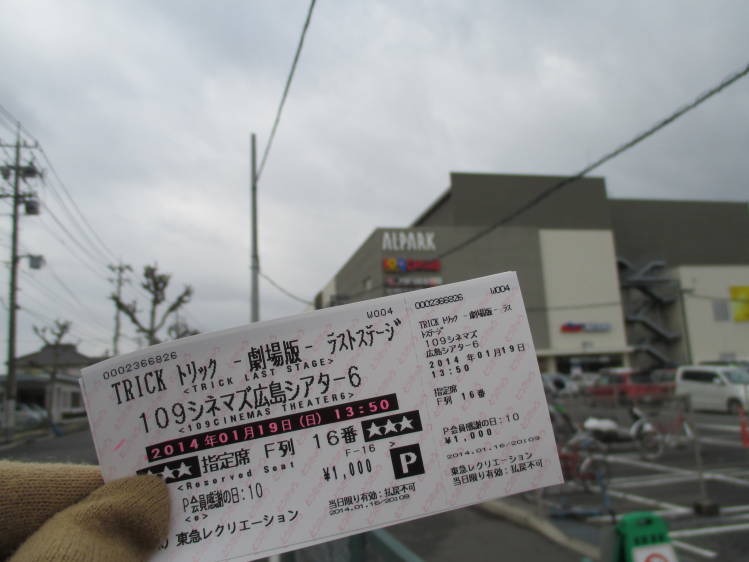 ALPARK
0002366826 W004
TRICK トリック -劇場版- ラストステージ
<TRICK LAST STAGE>
109シネマズ広島シアター6
<109CINEMAS THEATER6>
2014年01月19日(日) 13:50
★★★ 指定席 F列 16番 ★★★★
<Reserved Seat F-16 >
P会員感謝の日:10 ¥1,000 P
<e>
当日限り有効:払戻不可
2014.01.16/20109
東急レクリエーション
0002366826 W004
TRICK トリック -劇場版- ラス
トステージ
109シネマズ
広島シアター6
2014年01月19日
13:50
指定席
F列 16番
P会員感謝の日:10
¥1,000
2014.01.16/20109
東急レクリエーション
当日限り有効:払戻不可